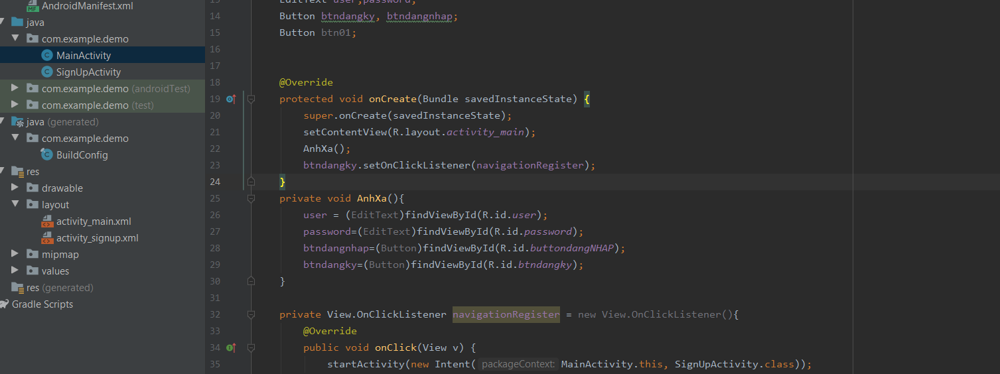 AndroidManifest.xml
java
com.example.demo
MainActivity
SignUpActivity
com.example.demo (androidTest)
com.example.demo (test)
java (generated)
com.example.demo
BuildConfig
res
drawable
layout
activity_main.xml
activity_signup.xml
mipmap
values
res (generated)
Gradle Scripts
13 EditText user,password;
14 Button btndangky, btndangnhap;
15 Button btn01;
16
17
18 @Override
19 protected void onCreate(Bundle savedInstanceState) {
20 super.onCreate(savedInstanceState);
21 setContentView(R.layout.activity_main);
22 AnhXa();
23 btndangky.setOnClickListener(navigationRegister);
24 }
25 private void AnhXa(){
26 user = (EditText)findViewById(R.id.user);
27 password=(EditText)findViewById(R.id.password);
28 btndangnhap=(Button)findViewById(R.id.buttondangNHAP);
29 btndangky=(Button)findViewById(R.id.btndangky);
30 }
31
32 private View.OnClickListener navigationRegister = new View.OnClickListener(){
33 @Override
34 public void onClick(View v) {
35 startActivity(new Intent( packageContext: MainActivity.this, SignUpActivity.class));